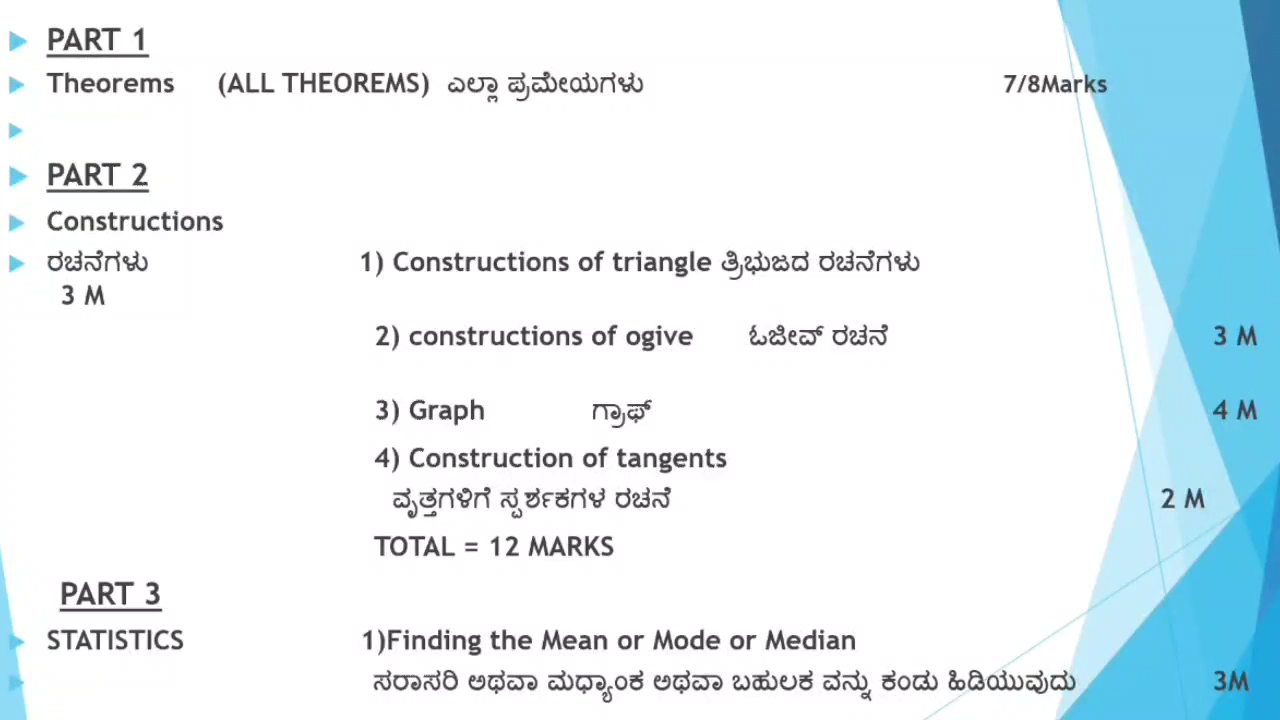 PART 1
Theorems (ALL THEOREMS) ಎಲ್ಲಾ ಪ್ರಮೇಯಗಳು 7/8Marks
PART 2
Constructions
ರಚನೆಗಳು 1) Constructions of triangle ತ್ರಿಭುಜದ ರಚನೆಗಳು
3 M
2) constructions of ogive ಓಜೀವ್ ರಚನೆ 3 M
3) Graph ಗ್ರಾಫ್ 4 M
4) Construction of tangents
ವೃತ್ತಗಳಿಗೆ ಸ್ಪರ್ಶಕಗಳ ರಚನೆ 2 M
TOTAL = 12 MARKS
PART 3
STATISTICS 1)Finding the Mean or Mode or Median
ಸರಾಸರಿ ಅಥವಾ ಮಧ್ಯಾಂಕ ಅಥವಾ ಬಹುಲಕ ವನ್ನು ಕಂಡು ಹಿಡಿಯುವುದು 3M